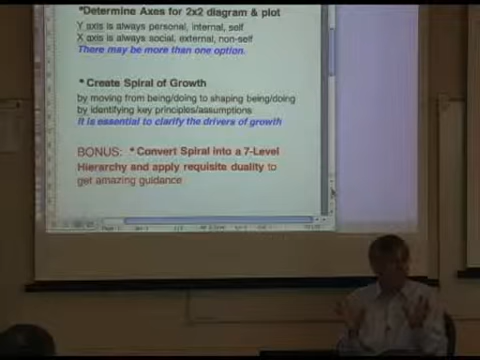 *Determine Axes for 2x2 diagram & plot
Y axis is always personal, internal, self
X axis is always social, external, non-self
There may be more than one option.
*Create Spiral of Growth
by moving from being/doing to shaping being/doing
by identifying key principles/assumptions
It is essential to clarify the drivers of growth
BONUS: *Convert Spiral into a 7-Level
Hierarchy and apply requisite duality to
get amazing guidance